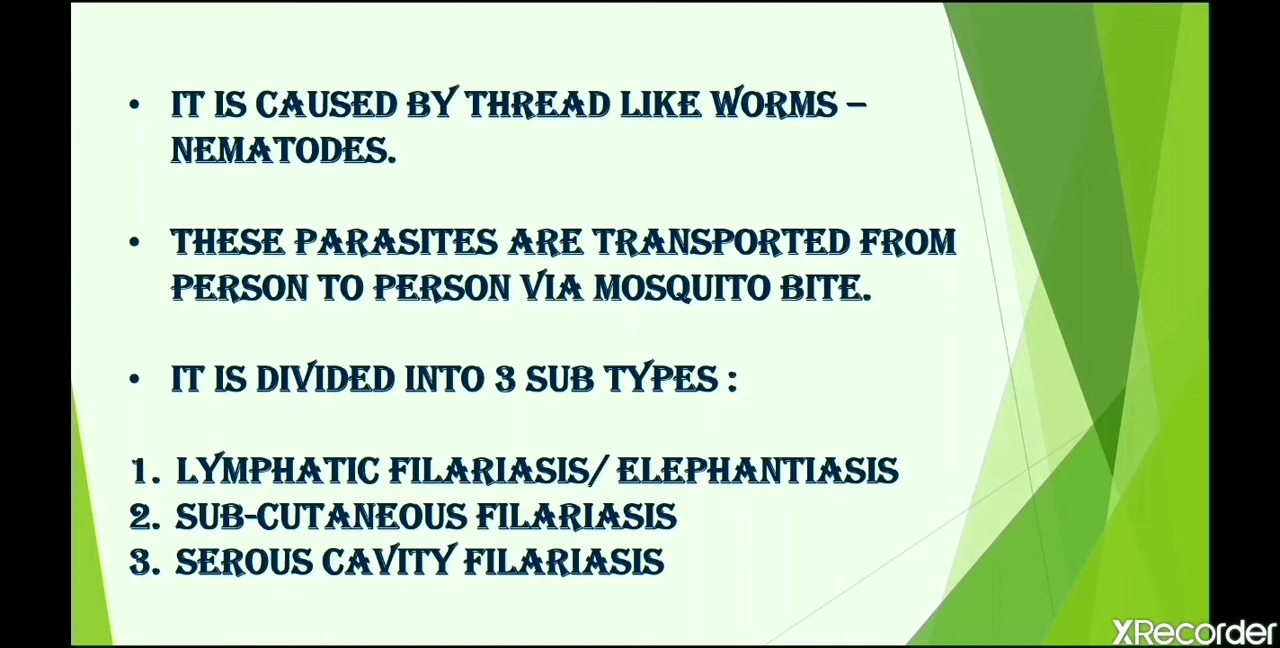 • IT IS CAUSED BY THREAD LIKE WORMS –
NEMATODES.
• THESE PARASITES ARE TRANSPORTED FROM
PERSON TO PERSON VIA MOSQUITO BITE.
• IT IS DIVIDED INTO 3 SUB TYPES :
1. LYMPHATIC FILARIASIS/ ELEPHANTIASIS
2. SUB-CUTANEOUS FILARIASIS
3. SEROUS CAVITY FILARIASIS
XRecorder